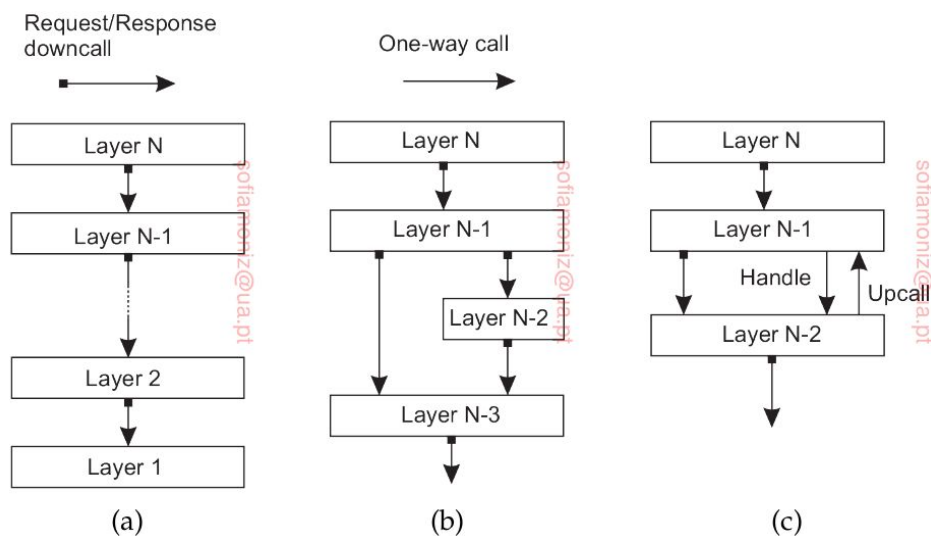 Request/Response
downcall
One-way call
Layer N
Layer N-1
Layer 2
Layer 1
(a)
sofiamoniz@ua.pt
Layer N
Layer N-1
Layer N-2
Layer N-3
(b)
sofiamoniz@ua.pt
Layer N
Layer N-1
Handle
Upcall
Layer N-2
(c)
sofiamoniz@ua.pt